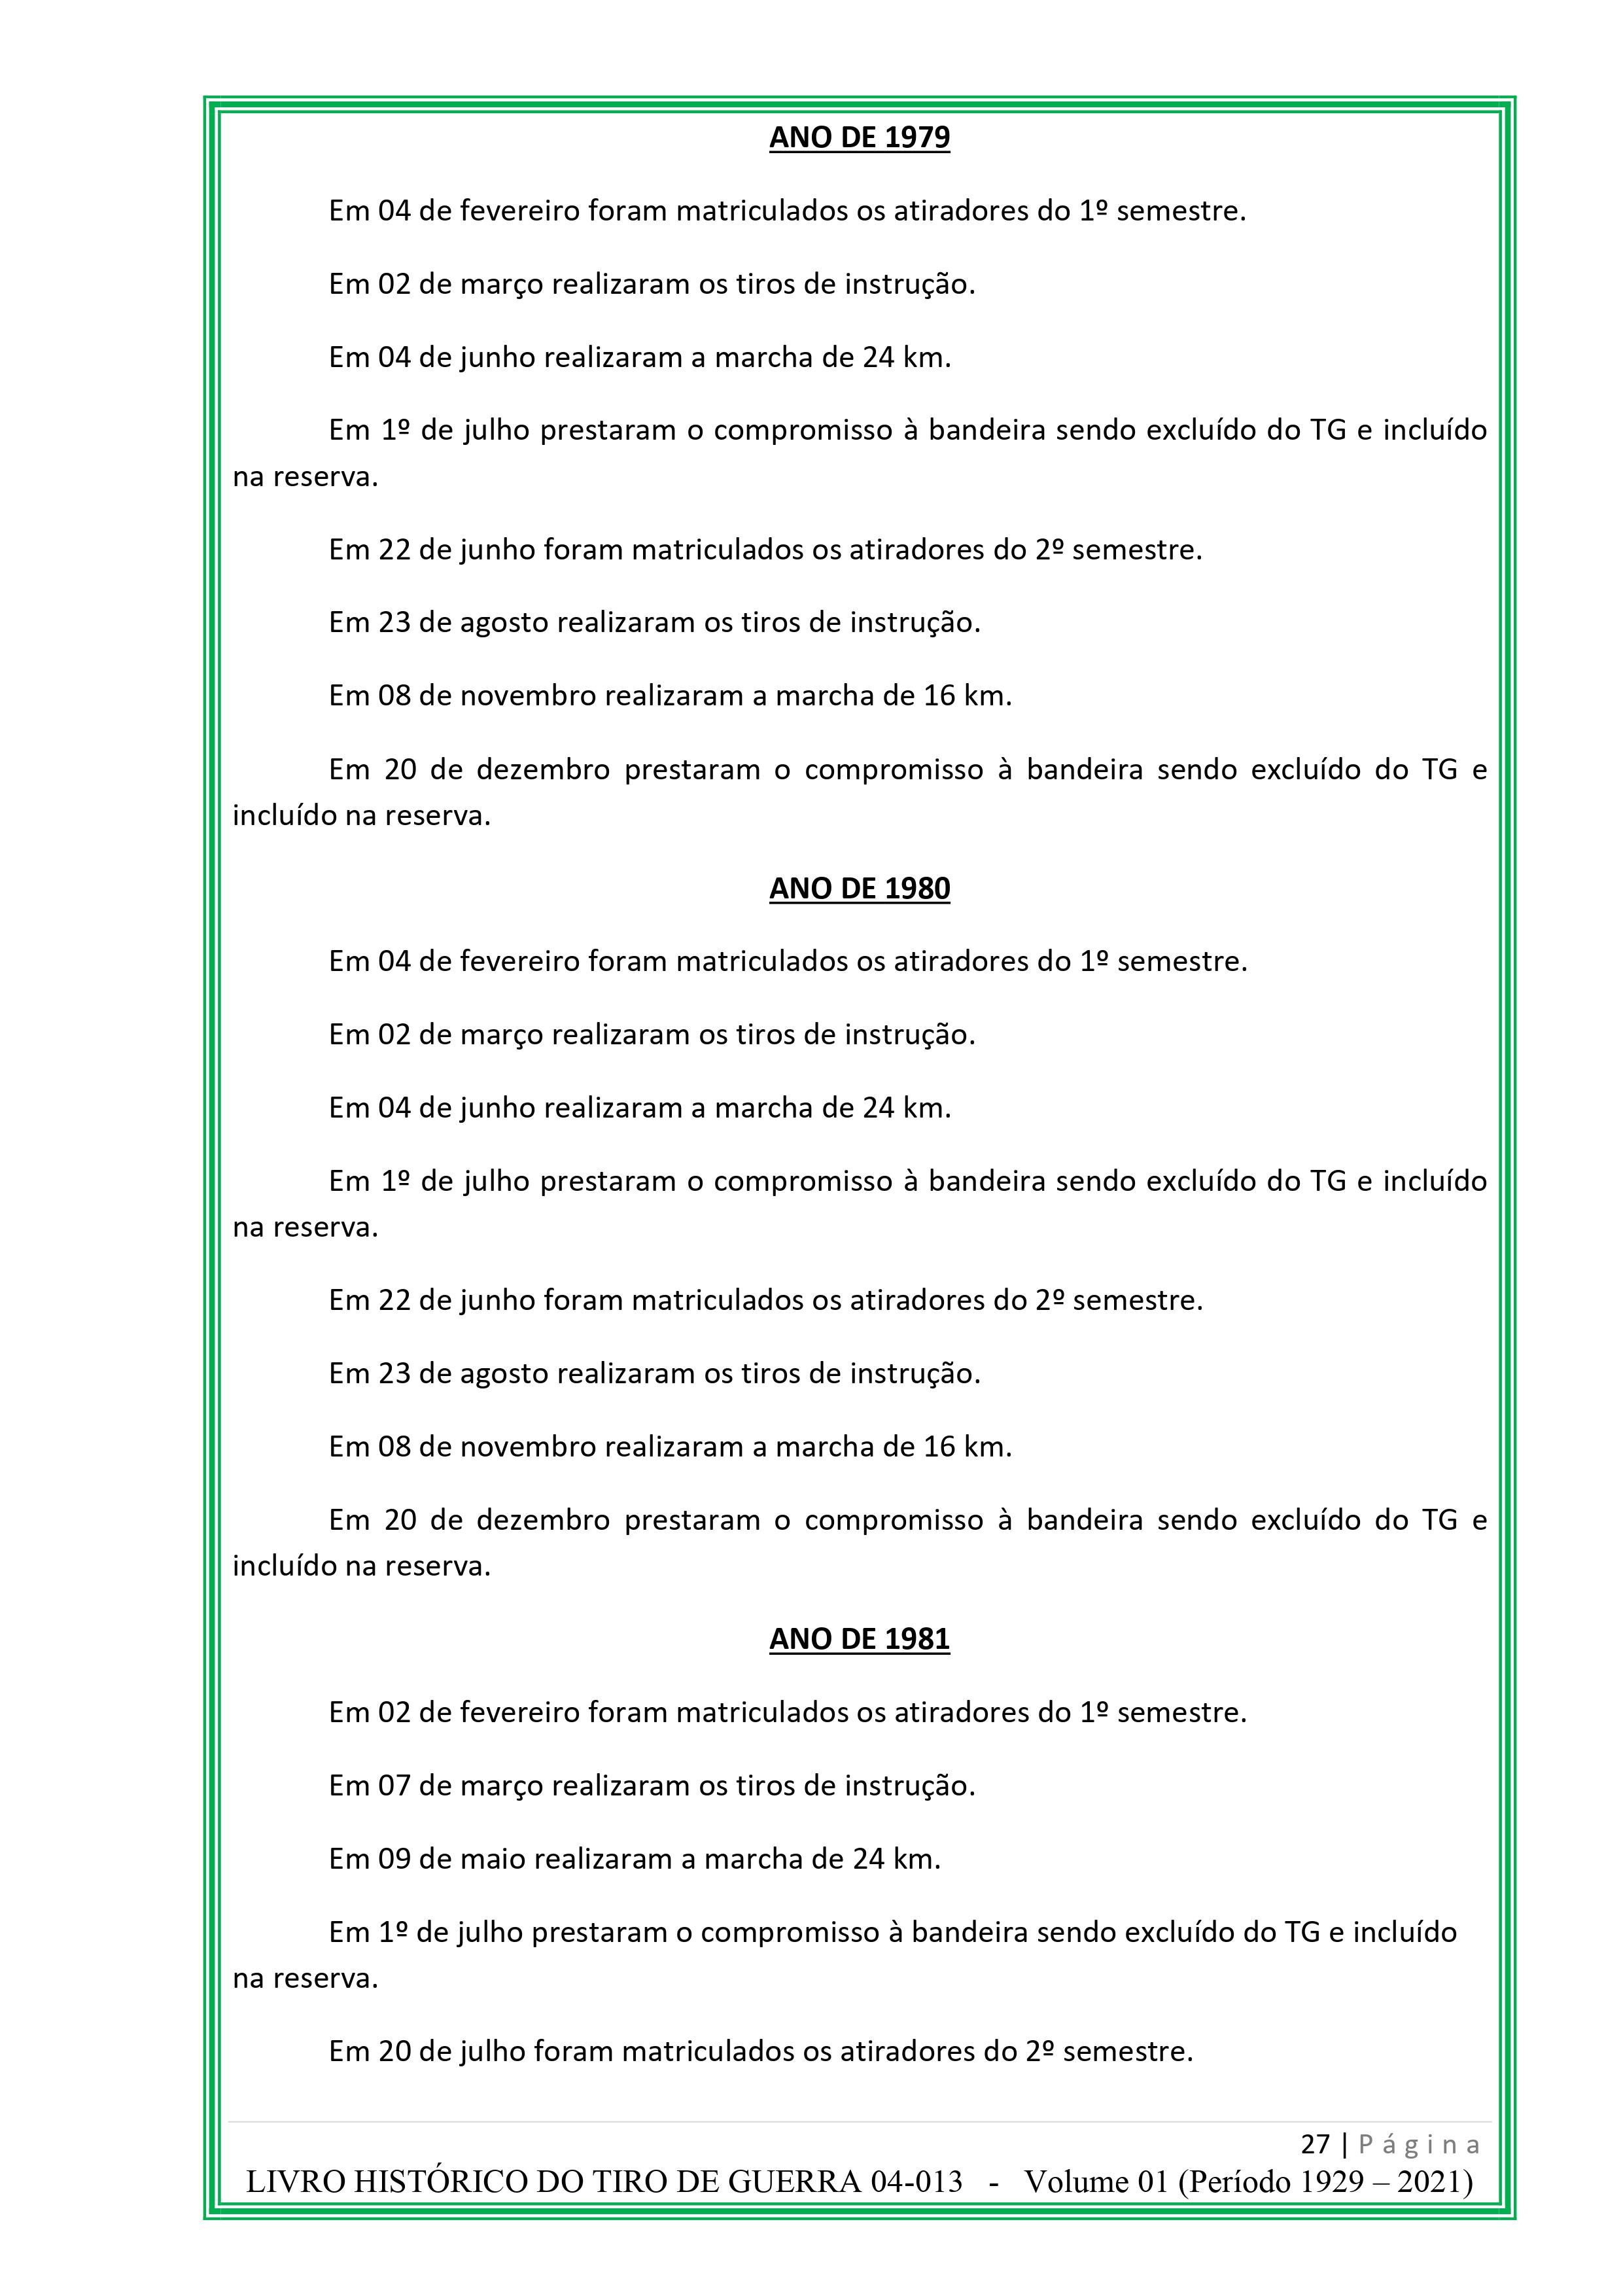 ANO DE 1979
Em 04 de fevereiro foram matriculados os atiradores do 1º semestre.
Em 02 de março realizaram os tiros de instrução.
Em 04 de junho realizaram a marcha de 24 km.
Em 1º de julho prestaram o compromisso à bandeira sendo excluído do TG e incluído
na reserva.
Em 22 de junho foram matriculados os atiradores do 2º semestre.
Em 23 de agosto realizaram os tiros de instrução.
Em 08 de novembro realizaram a marcha de 16 km.
Em 20 de dezembro prestaram o compromisso à bandeira sendo excluído do TG e
incluído na reserva.
ANO DE 1980
Em 04 de fevereiro foram matriculados os atiradores do 1º semestre.
Em 02 de março realizaram os tiros de instrução.
Em 04 de junho realizaram a marcha de 24 km.
Em 1º de julho prestaram o compromisso à bandeira sendo excluído do TG e incluído
na reserva.
Em 22 de junho foram matriculados os atiradores do 2º semestre.
Em 23 de agosto realizaram os tiros de instrução.
Em 08 de novembro realizaram a marcha de 16 km.
Em 20 de dezembro prestaram o compromisso à bandeira sendo excluído do TG e
incluído na reserva.
ANO DE 1981
Em 02 de fevereiro foram matriculados os atiradores do 1º semestre.
Em 07 de março realizaram os tiros de instrução.
Em 09 de maio realizaram a marcha de 24 km.
Em 1º de julho prestaram o compromisso à bandeira sendo excluído do TG e incluído
na reserva.
Em 20 de julho foram matriculados os atiradores do 2º semestre.
27 | Página
LIVRO HISTÓRICO DO TIRO DE GUERRA 04-013 - Volume 01 (Período 1929 – 2021)